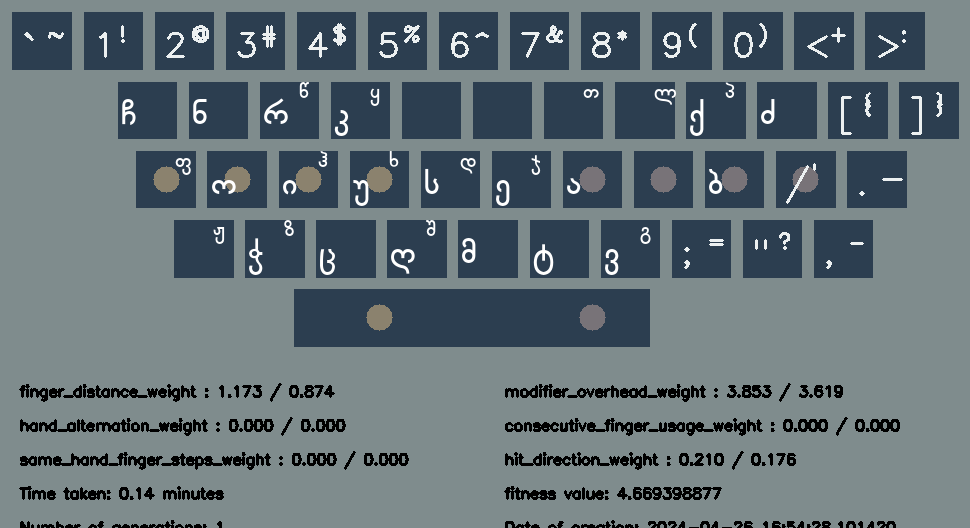 ` ~ 1 ! 2 @ 3 # 4 $ 5 % 6 ^ 7 & 8 * 9 ( 0 ) < + > :
ჩ ნ რ წ კ ყ თ ლ ქ პ ძ [ { ] }
ფ ო ი ჰ უ ხ ს დ ე ჯ ა ბ / ' . —
ჟ ჭ ზ ც ღ შ მ ტ ვ გ ; = " ? , -
finger_distance_weight : 1.173 / 0.874
modifier_overhead_weight : 3.853 / 3.619
hand_alternation_weight : 0.000 / 0.000
consecutive_finger_usage_weight : 0.000 / 0.000
same_hand_finger_steps_weight : 0.000 / 0.000
hit_direction_weight : 0.210 / 0.176
Time taken: 0.14 minutes
fitness value: 4.669398877
Number of generations: 1
Date of creation: 2024-04-26 16:54:28.101420